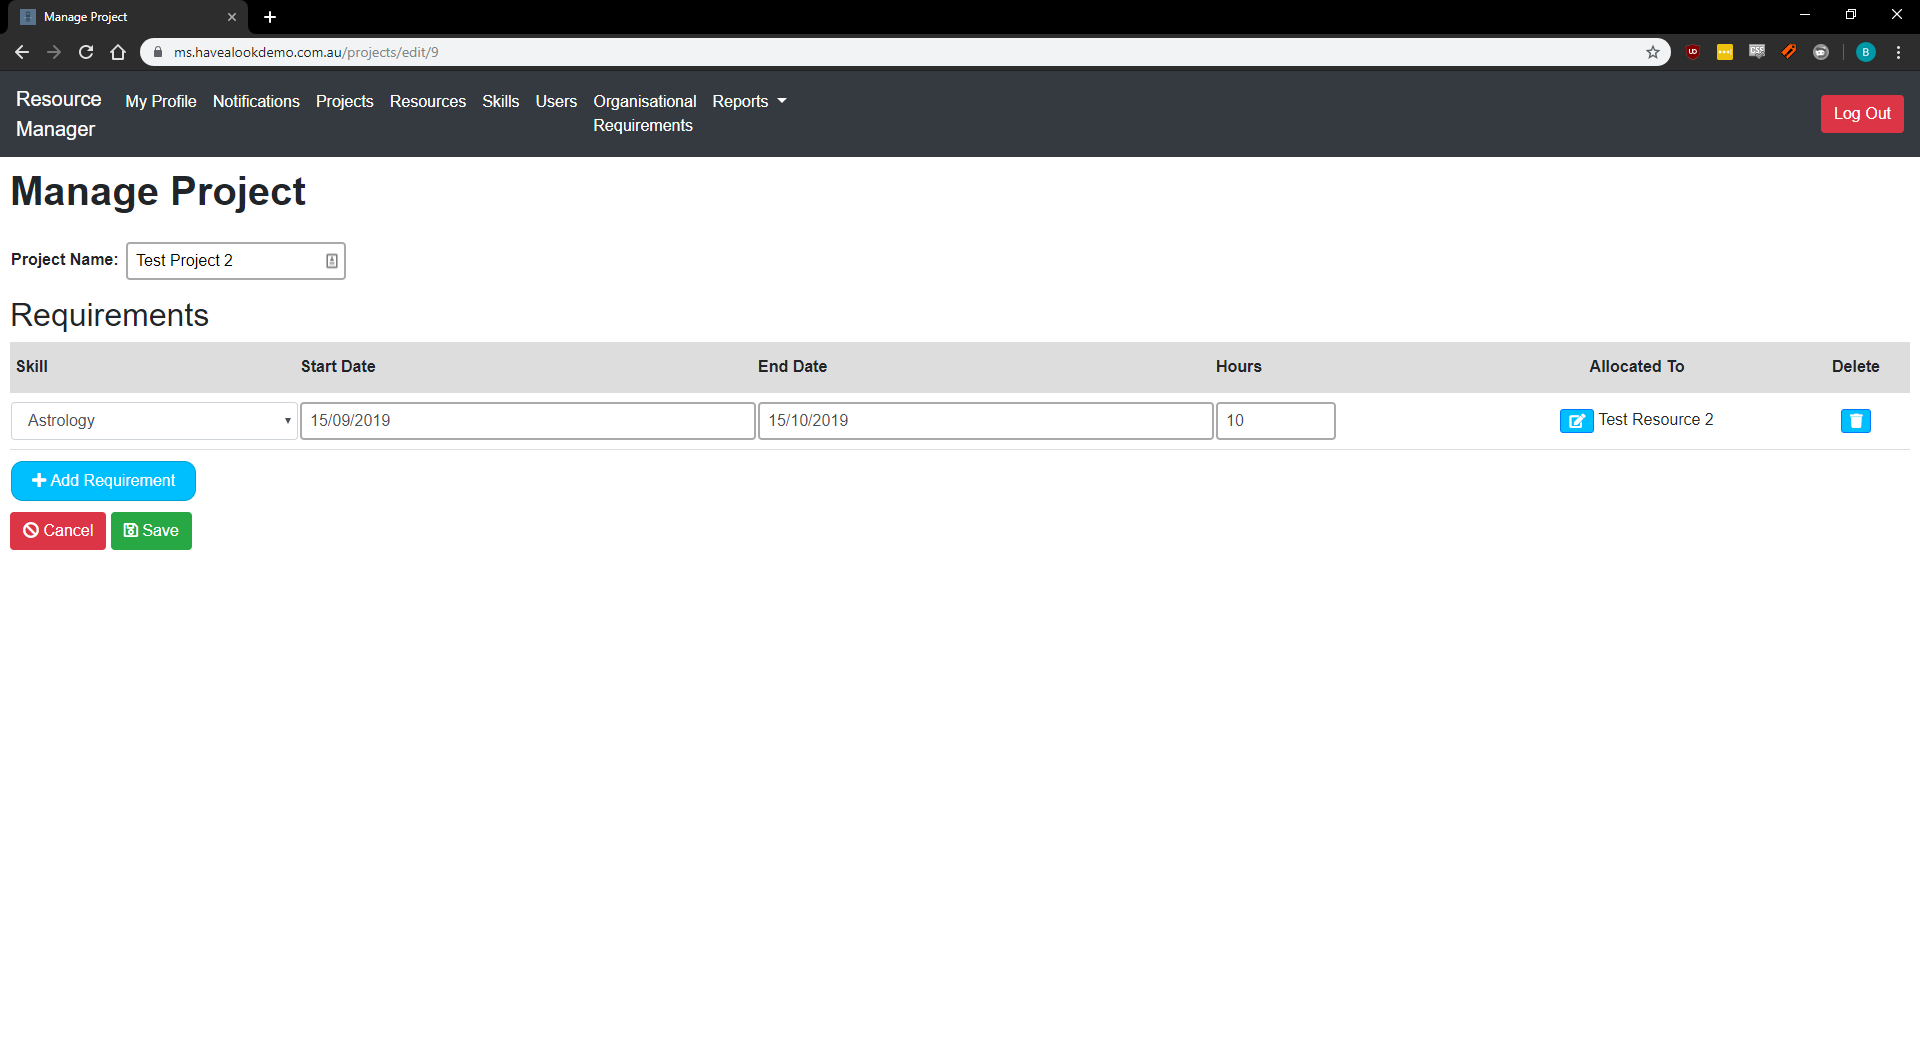 Manage Project
ms.havealookdemo.com.au/projects/edit/9
B
Resource Manager
My Profile Notifications Projects Resources Skills Users Organisational Requirements Reports
Log Out
Manage Project
Project Name: Test Project 2
Requirements
Skill Start Date End Date Hours Allocated To Delete
Astrology 15/09/2019 15/10/2019 10 Test Resource 2
Add Requirement
Cancel Save